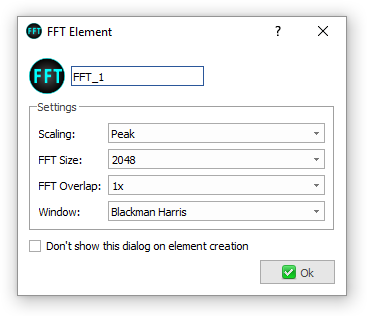 FFT FFT Element ?
FFT FFT_1
Settings
Scaling: Peak
FFT Size: 2048
FFT Overlap: 1x
Window: Blackman Harris
Don't show this dialog on element creation
Ok